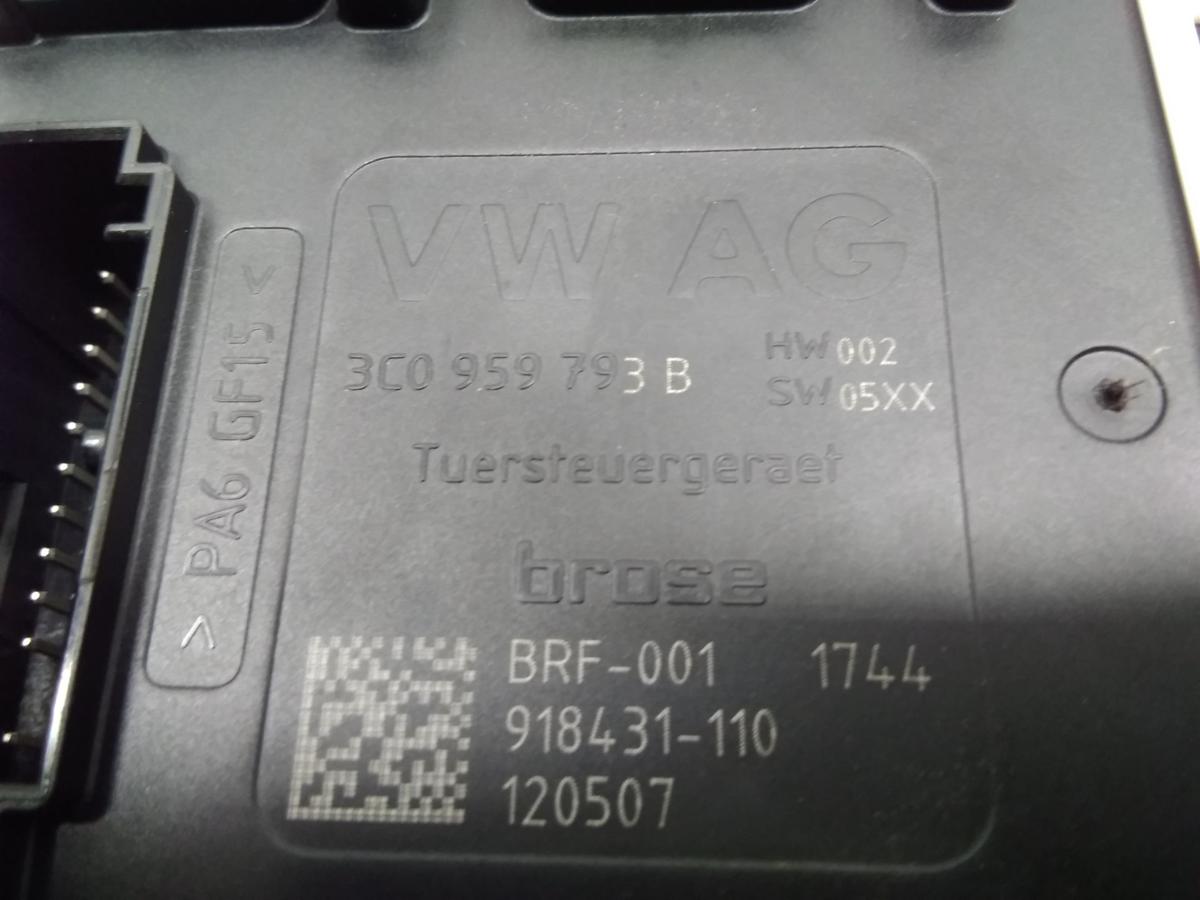 VW AG
3C0 959 793 B
HW 002
SW 05XX
Tuersteuergeraet
brose
BRF-001 1744
918431-110
120507
> PA6 GF15 <